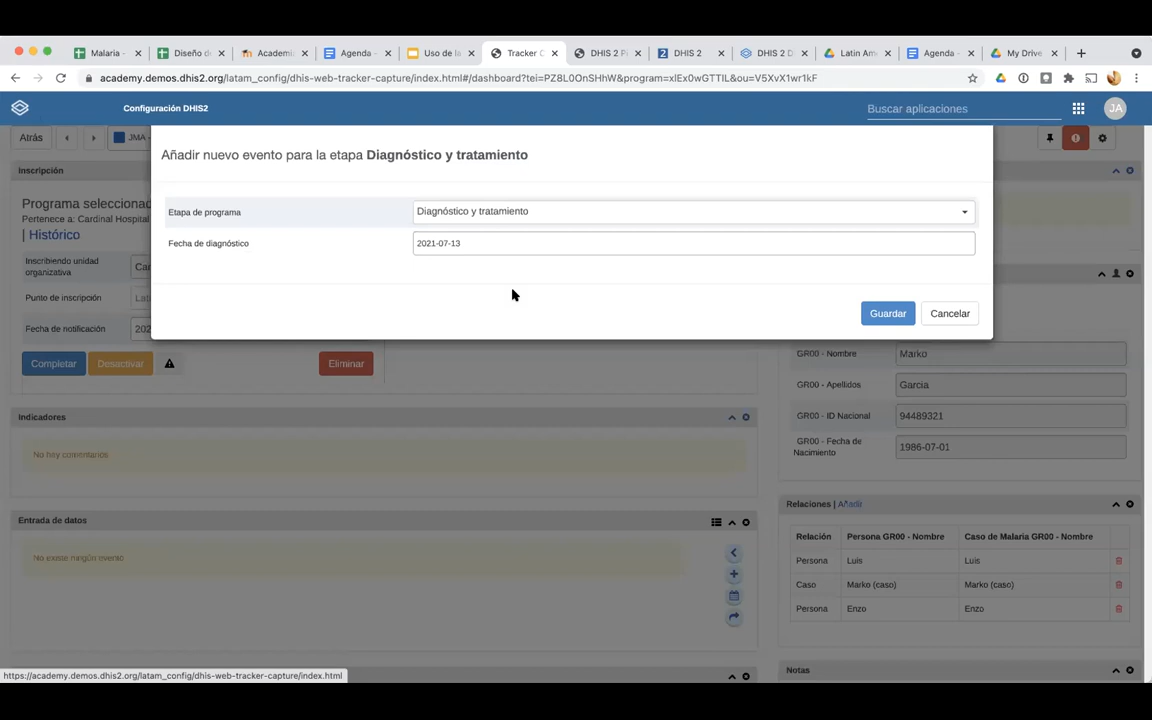 Malaria
Diseño d
Academi
Agenda
Uso de l
Tracker C
DHIS 2 P
DHIS 2
DHIS 2 D
Latin Am
Agenda
My Drive
academy.demos.dhis2.org/latam_config/dhis-web-tracker-capture/index.html#/dashboard?tei=PZ8L0OnSHhW&program=xlEx0wGTTIL&ou=V5XvX1wr1kF
Configuración DHIS2
Buscar aplicaciones
JA
Atrás
JMA -
Añadir nuevo evento para la etapa Diagnóstico y tratamiento
Inscripción
Programa seleccionad
Pertenece a: Cardinal Hospital
| Histórico
Etapa de programa
Diagnóstico y tratamiento
Fecha de diagnóstico
2021-07-13
Inscribiendo unidad
organizativa
Car
Punto de inscripción
Lati
Fecha de notificación
202
Guardar
Cancelar
Completar
Desactivar
Eliminar
GR00 - Nombre
Marko
GR00 - Apellidos
Garcia
GR00 - ID Nacional
94489321
GR00 - Fecha de
Nacimiento
1986-07-01
Indicadores
No hay comentarios
Relaciones | Añadir
Entrada de datos
No existe ningún evento
Relación
Persona GR00 - Nombre
Caso de Malaria GR00 - Nombre
Persona
Luis
Luis
Caso
Marko (caso)
Marko (caso)
Persona
Enzo
Enzo
Notas
https://academy.demos.dhis2.org/latam_config/dhis-web-tracker-capture/index.html